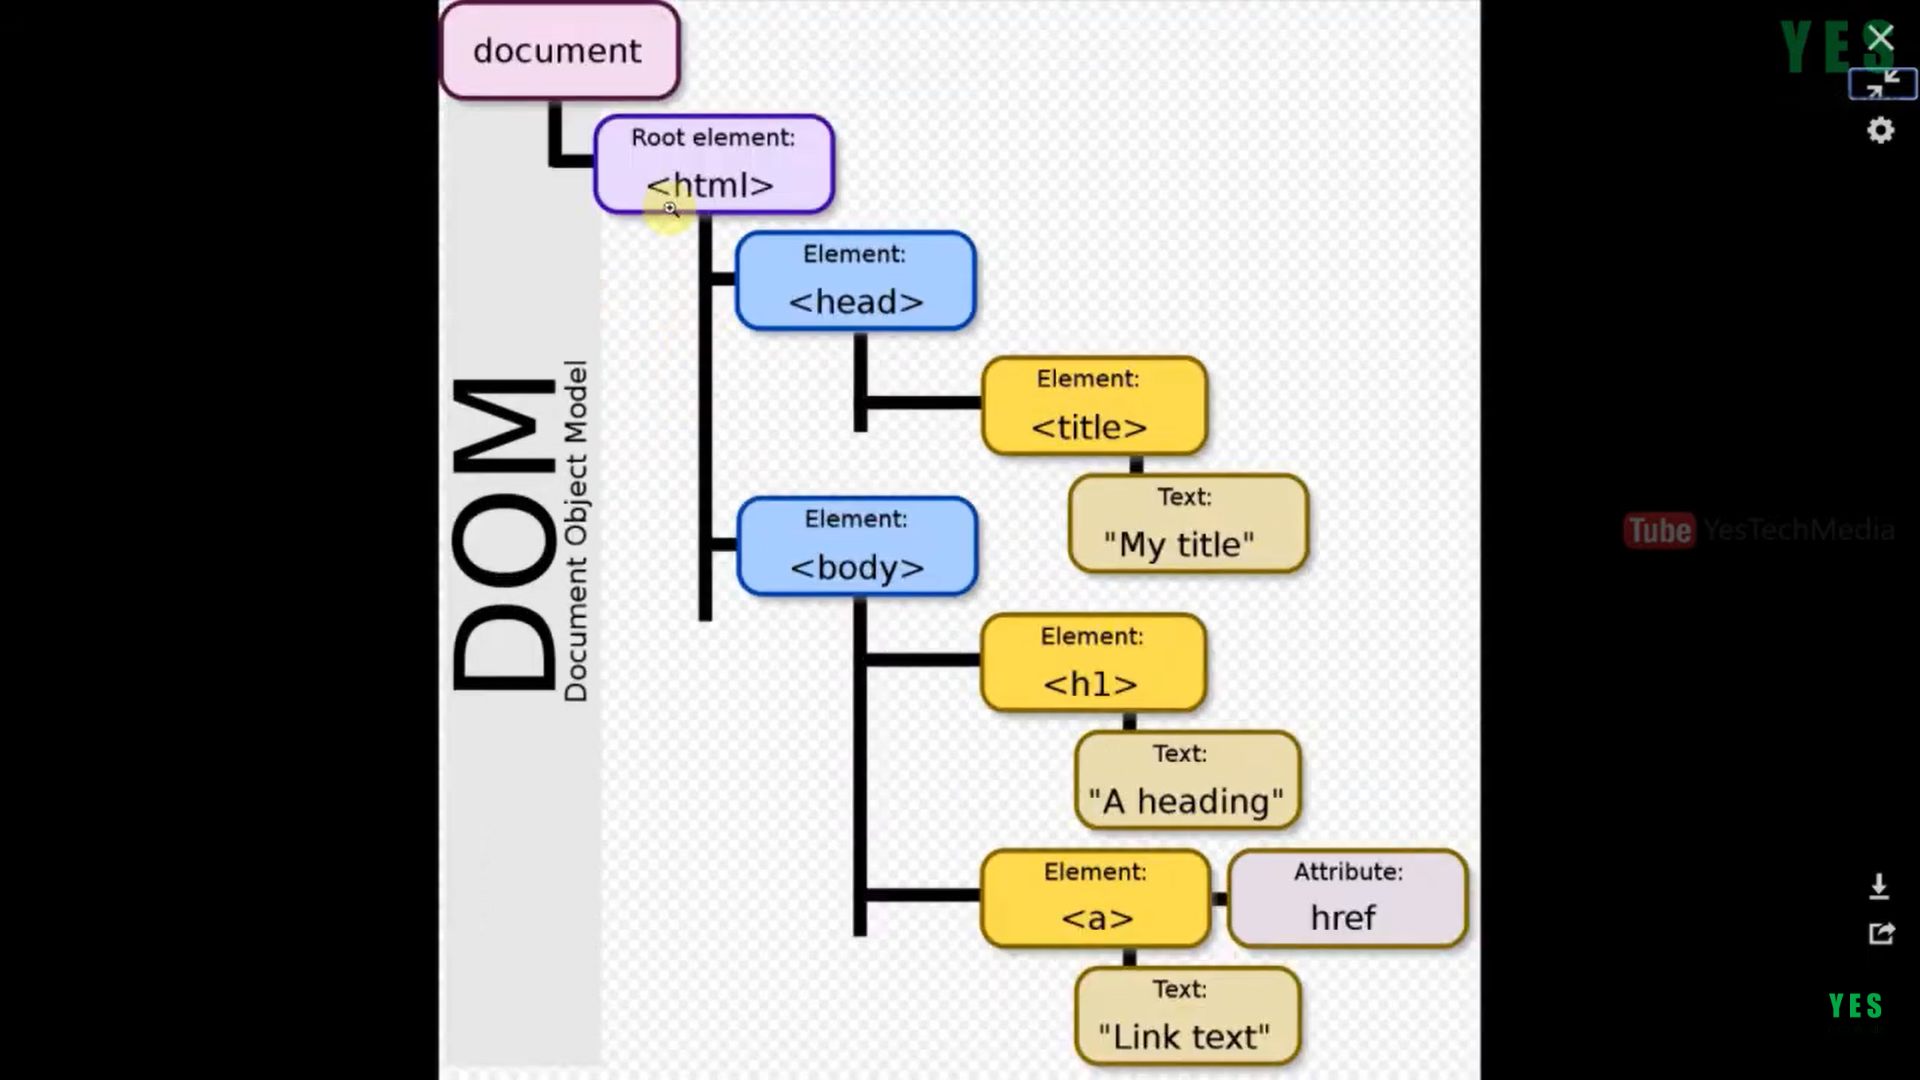 document
YES
Root element:
<html>
Element:
<head>
Element:
<title>
Text:
"My title"
DOM
Document Object Model
Element:
<body>
Tube YesTechMedia
Element:
<h1>
Text:
"A heading"
Element:
<a>
Attribute:
href
Text:
"Link text"
YES